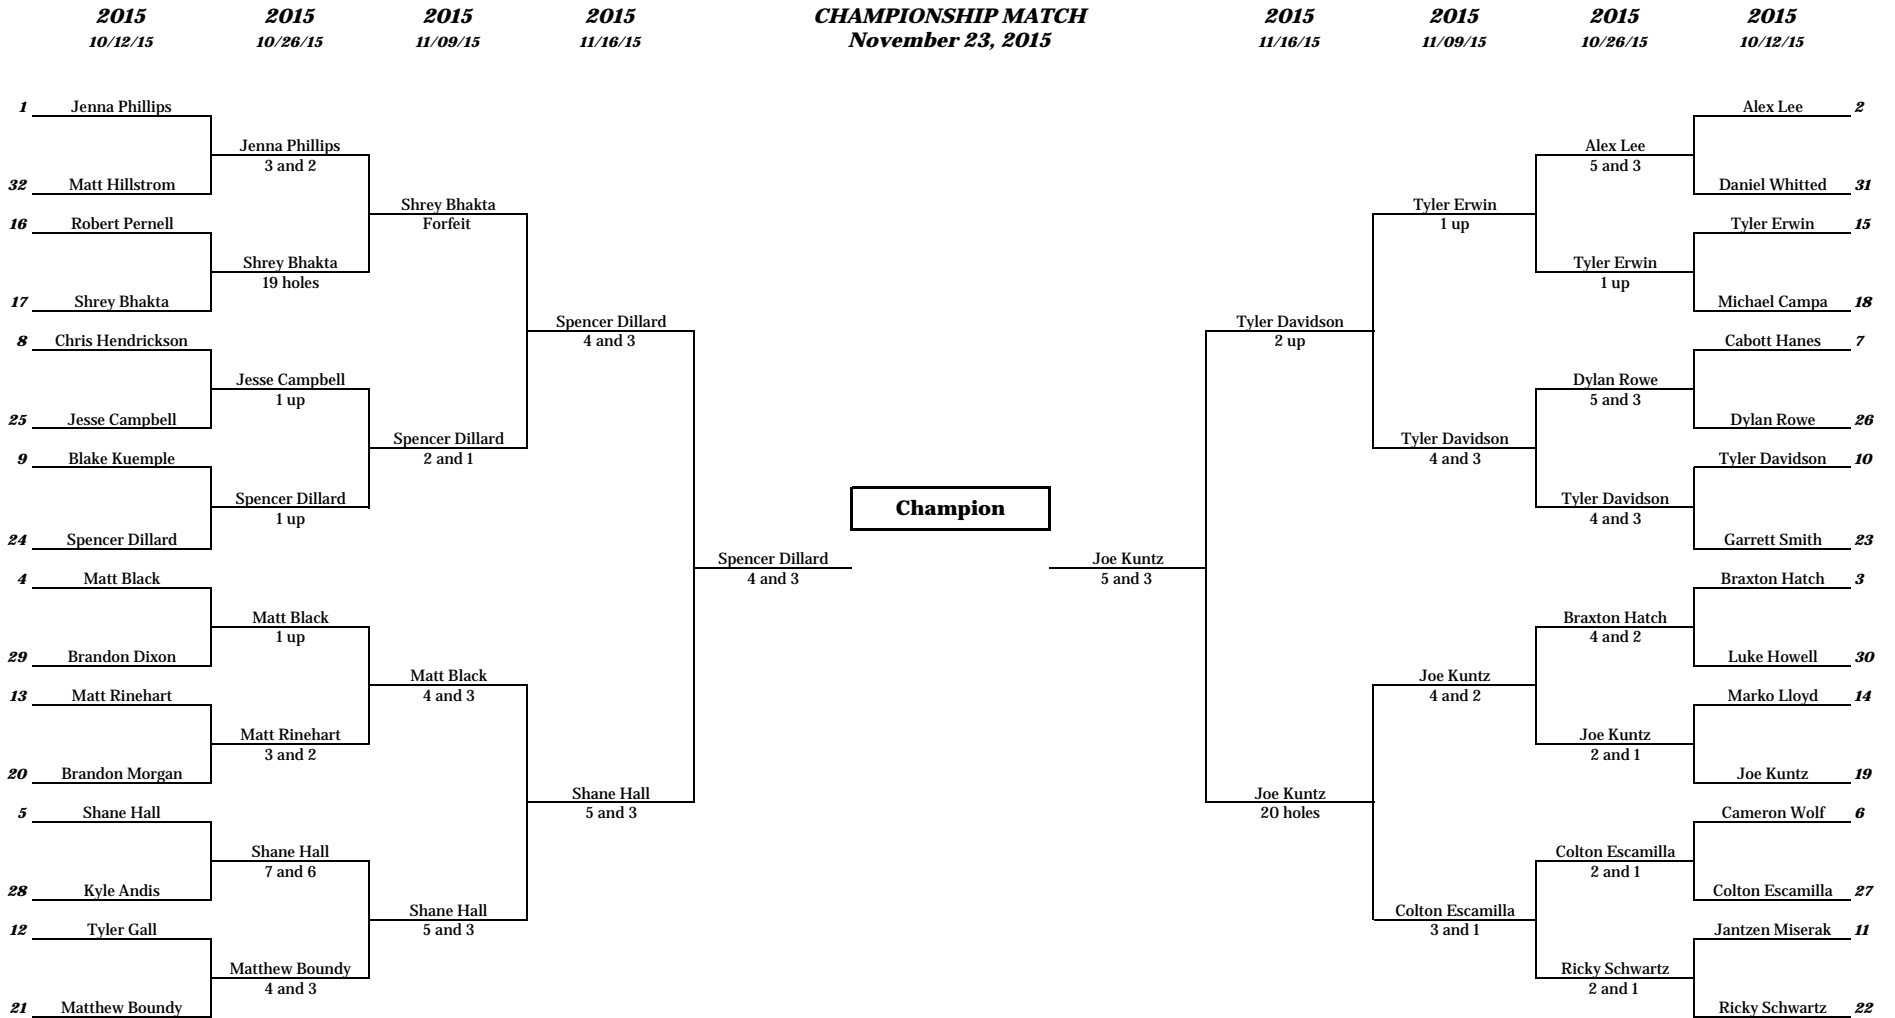 2015 2015 2015 2015 CHAMPIONSHIP MATCH 2015 2015 2015 2015
10/12/15 10/26/15 11/09/15 11/16/15 November 23, 2015 11/16/15 11/09/15 10/26/15 10/12/15
1 Jenna Phillips Alex Lee 2
Jenna Phillips Alex Lee
3 and 2 5 and 3
32 Matt Hillstrom Daniel Whitted 31
Shrey Bhakta Tyler Erwin
16 Robert Pernell Forfeit 1 up Tyler Erwin 15
Shrey Bhakta Tyler Erwin
19 holes 1 up
17 Shrey Bhakta Michael Campa 18
Spencer Dillard Tyler Davidson
8 Chris Hendrickson 4 and 3 2 up Cabott Hanes 7
Jesse Campbell Dylan Rowe
1 up 5 and 3
25 Jesse Campbell Dylan Rowe 26
Spencer Dillard Tyler Davidson
9 Blake Kuemple 2 and 1 4 and 3 Tyler Davidson 10
Spencer Dillard Tyler Davidson
Champion
1 up 4 and 3
24 Spencer Dillard Garrett Smith 23
Spencer Dillard Joe Kuntz
4 Matt Black 4 and 3 5 and 3 Braxton Hatch 3
Matt Black Braxton Hatch
1 up 4 and 2
29 Brandon Dixon Luke Howell 30
Matt Black Joe Kuntz
13 Matt Rinehart 4 and 3 4 and 2 Marko Lloyd 14
Matt Rinehart Joe Kuntz
3 and 2 2 and 1
20 Brandon Morgan Joe Kuntz 19
Shane Hall Joe Kuntz
5 Shane Hall 5 and 3 20 holes Cameron Wolf 6
Shane Hall Colton Escamilla
7 and 6 2 and 1
28 Kyle Andis Colton Escamilla 27
Shane Hall Colton Escamilla
12 Tyler Gall 5 and 3 3 and 1 Jantzen Miserak 11
Matthew Boundy Ricky Schwartz
4 and 3 2 and 1
21 Matthew Boundy Ricky Schwartz 22